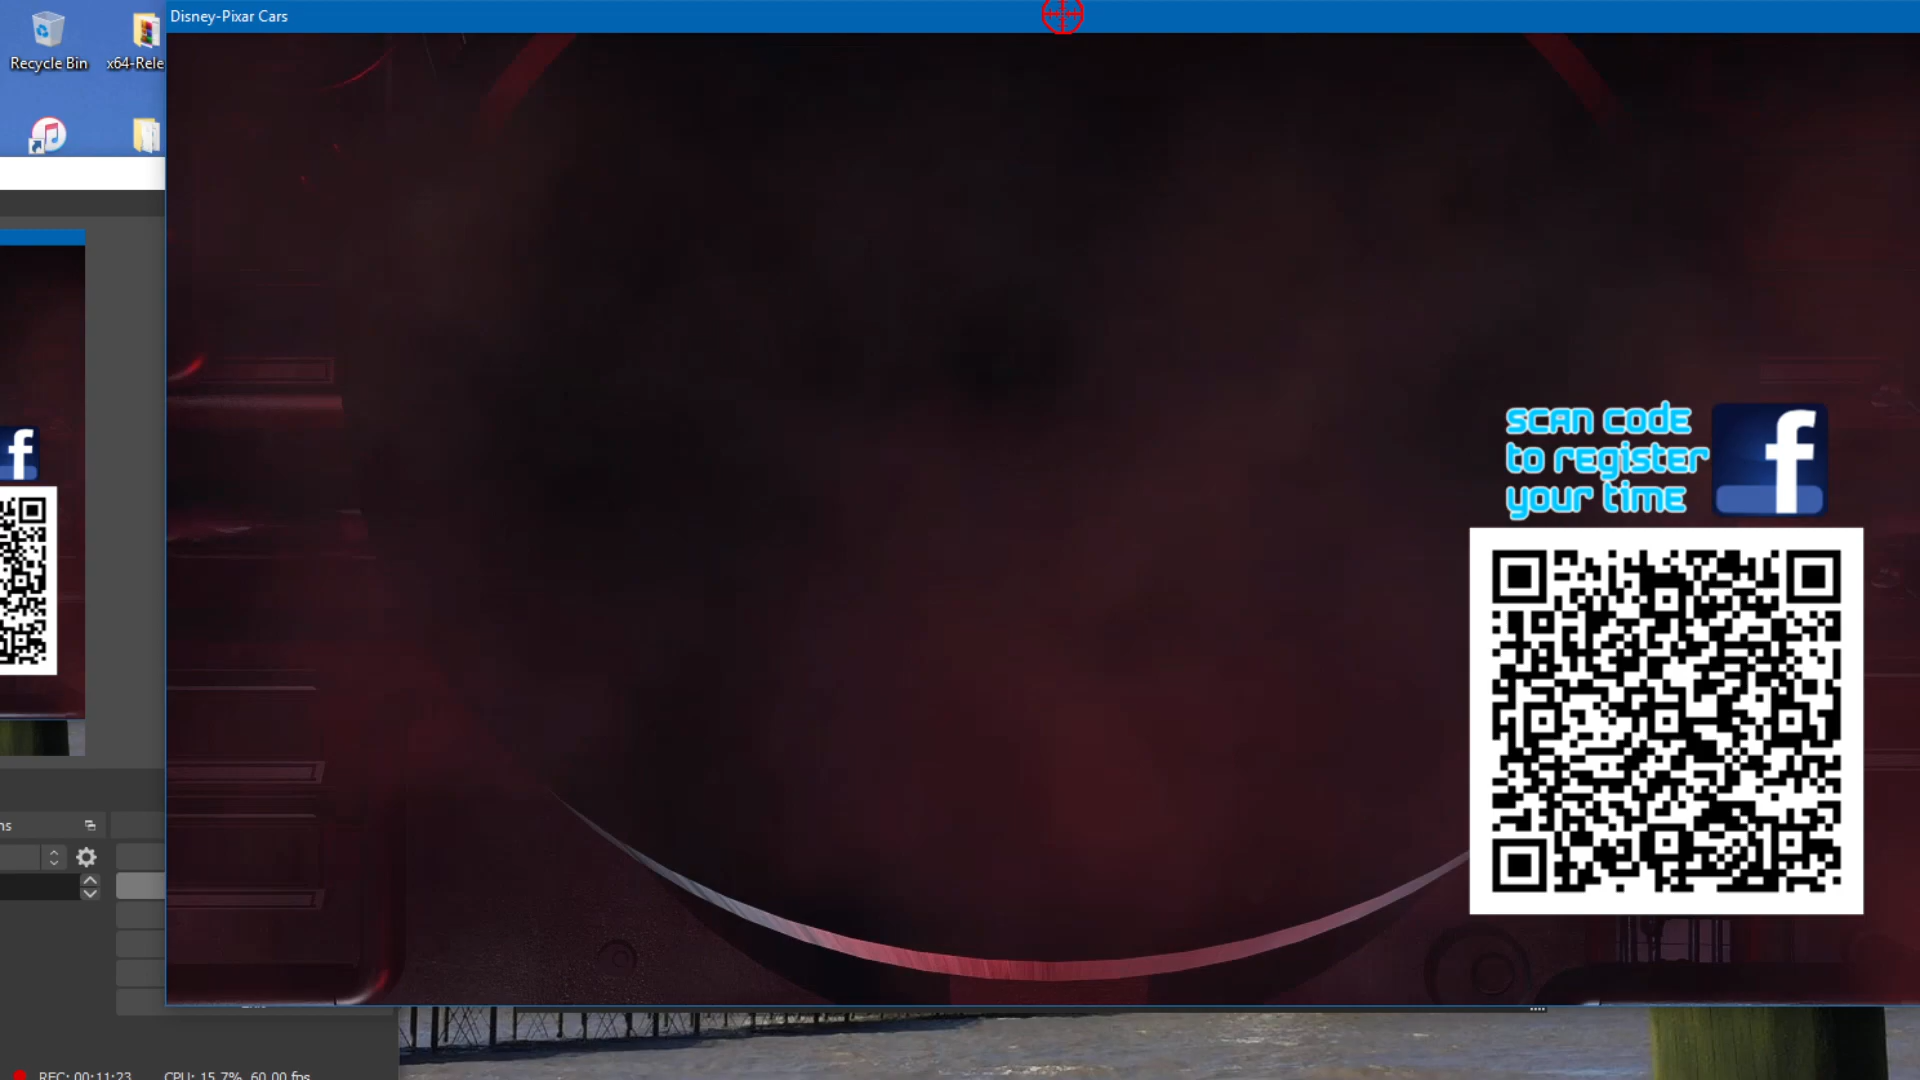 Disney-Pixar Cars
Recycle Bin
x64-Rele
scan code
to register
your time
f
f
REC: 00:11:23
CPU: 15.7%, 60.00 fps